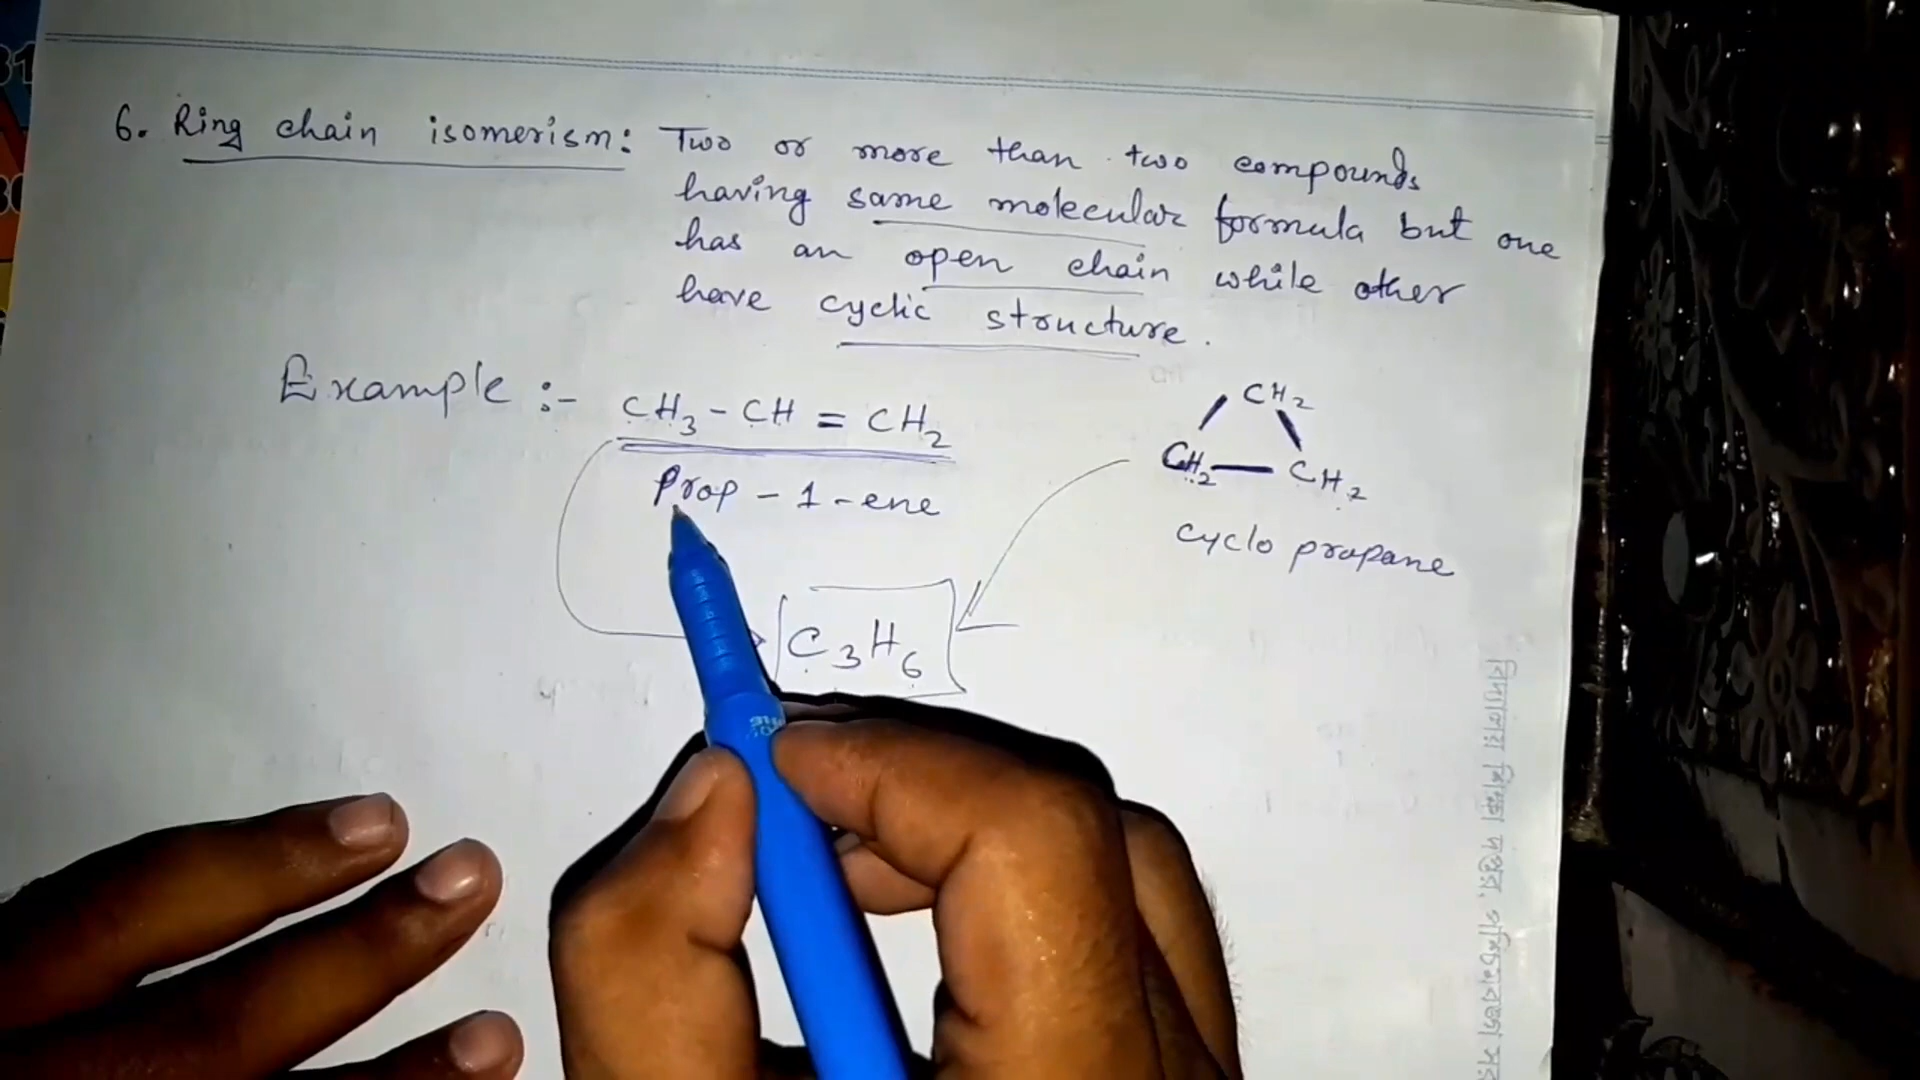 6. Ring chain isomerism: Two or more than two compounds
having same molecular formula but one
has an open chain while other
have cyclic structure.
Example :- CH3 - CH = CH2
Prop - 1 - ene
CH2
CH2 CH2
cyclo propane
C3H6